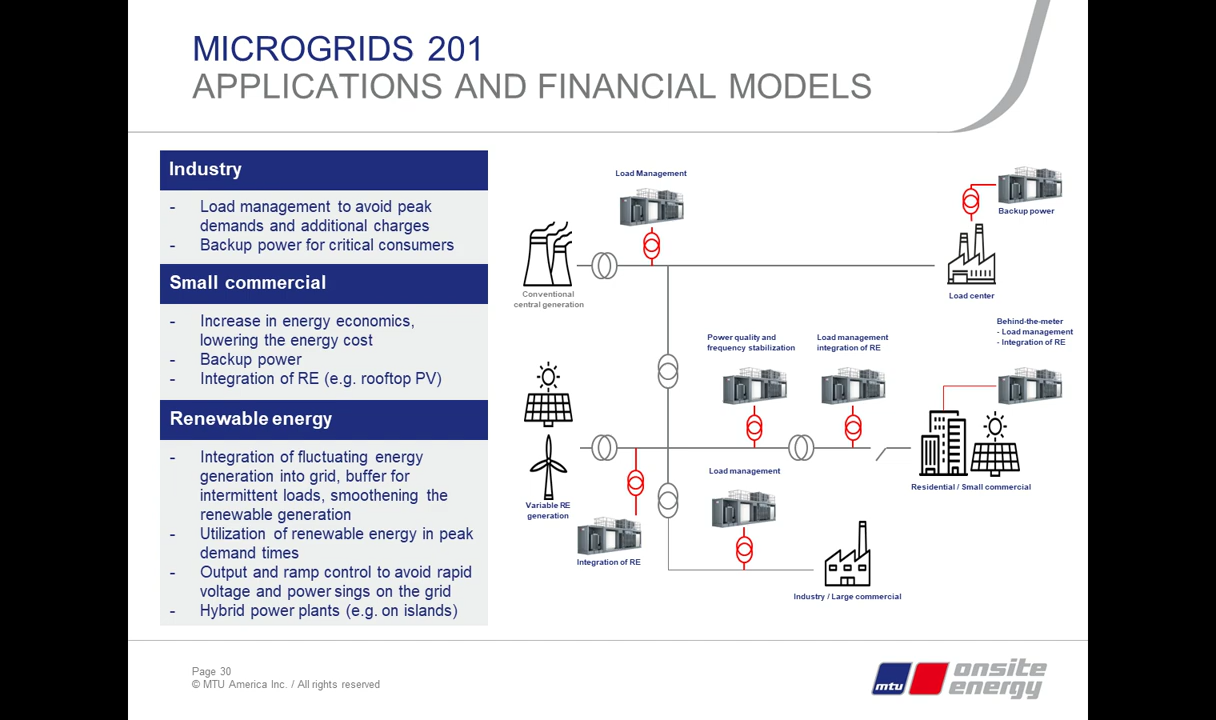 MICROGRIDS 201
APPLICATIONS AND FINANCIAL MODELS
Industry
- Load management to avoid peak
demands and additional charges
- Backup power for critical consumers
Small commercial
- Increase in energy economics,
lowering the energy cost
- Backup power
- Integration of RE (e.g. rooftop PV)
Renewable energy
- Integration of fluctuating energy
generation into grid, buffer for
intermittent loads, smoothening the
renewable generation
- Utilization of renewable energy in peak
demand times
- Output and ramp control to avoid rapid
voltage and power sings on the grid
- Hybrid power plants (e.g. on islands)
Load Management
Backup power
Conventional
central generation
Load center
Power quality and
frequency stabilization
Load management
integration of RE
Behind-the-meter
- Load management
- Integration of RE
Load management
Residential / Small commercial
Variable RE
generation
Integration of RE
Industry / Large commercial
Page 30
© MTU America Inc. / All rights reserved
mtu
onsite
energy